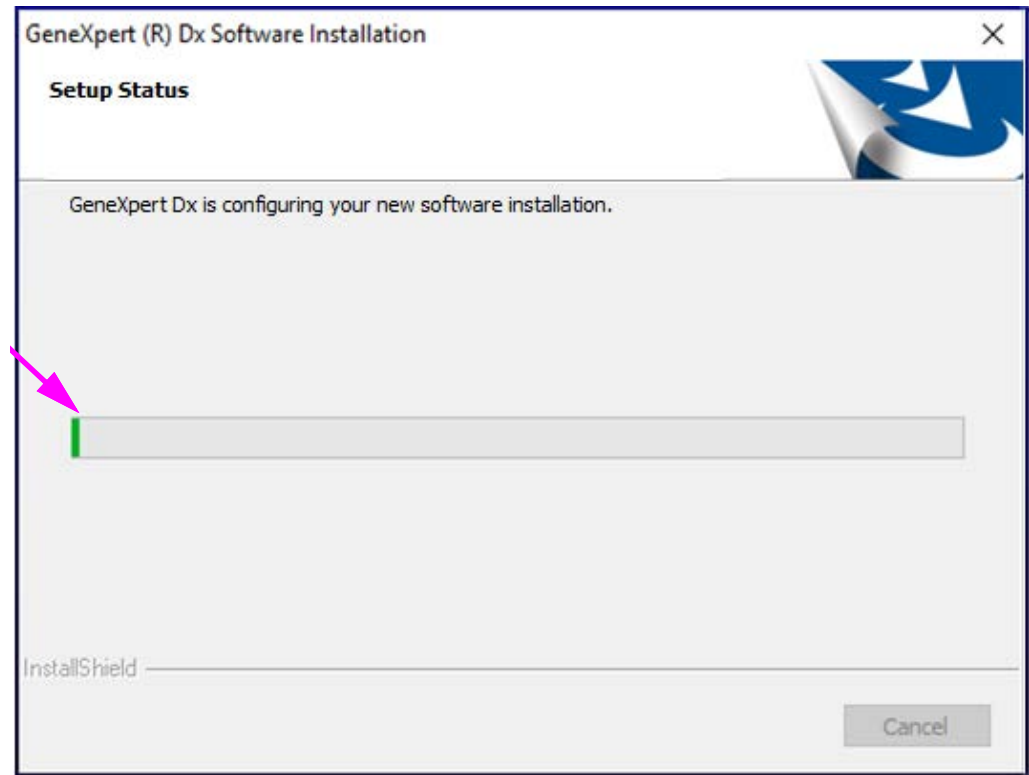 GeneXpert (R) Dx Software Installation
Setup Status
GeneXpert Dx is configuring your new software installation.
InstallShield
Cancel